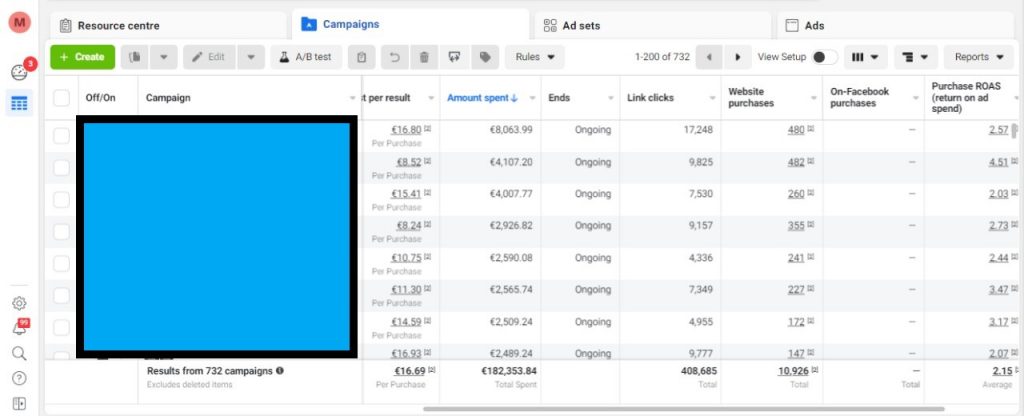 M
Resource centre
Campaigns
Ad sets
Ads
3
+ Create
Edit
A/B test
Rules
1-200 of 732
View Setup
Reports
Off/On
Campaign
t per result
Amount spent↓
Ends
Link clicks
Website
purchases
On-Facebook
purchases
Purchase ROAS
(return on ad
spend)
€16.80 [2] €8,063.99 Ongoing 17,248 480 [2] — 2.57
Per Purchase
€8.52 [2] €4,107.20 Ongoing 9,825 482 [2] — 4.51 [2]
Per Purchase
€15.41 [2] €4,007.77 Ongoing 7,530 260 [2] — 2.03 [2]
Per Purchase
€8.24 [2] €2,926.82 Ongoing 9,157 355 [2] — 2.73 [2]
Per Purchase
€10.75 [2] €2,590.08 Ongoing 4,336 241 [2] — 2.44 [2]
Per Purchase
€11.30 [2] €2,565.74 Ongoing 7,349 227 [2] — 3.47 [2]
Per Purchase
€14.59 [2] €2,509.24 Ongoing 4,955 172 [2] — 3.17 [2]
Per Purchase
€16.93 [2] €2,489.24 Ongoing 9,777 147 [2] — 2.07 [2]
99
Results from 732 campaigns €16.69 [2] €182,353.84 408,685 10,926 [2] — 2.15
Excludes deleted items Per Purchase Total Spent Total Total Total Average